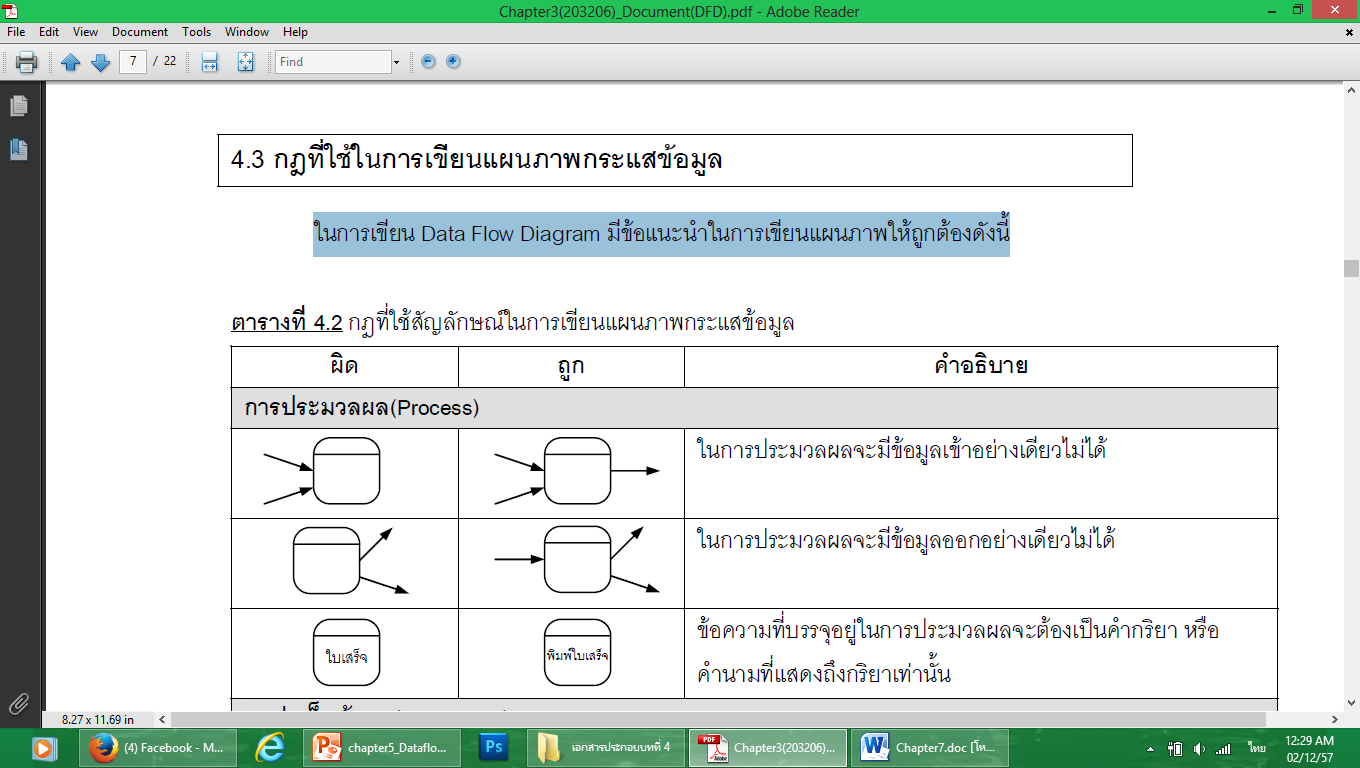 Chapter3(203206)_Document(DFD).pdf - Adobe Reader
File Edit View Document Tools Window Help
7 / 22 Find
4.3 กฎที่ใช้ในการเขียนแผนภาพกระแสข้อมูล
ในการเขียน Data Flow Diagram มีข้อแนะนำในการเขียนแผนภาพให้ถูกต้องดังนี้
ตารางที่ 4.2 กฎที่ใช้สัญลักษณ์ในการเขียนแผนภาพกระแสข้อมูล
ผิด ถูก คำอธิบาย
การประมวลผล(Process)
ในการประมวลผลจะมีข้อมูลเข้าอย่างเดียวไม่ได้
ในการประมวลผลจะมีข้อมูลออกอย่างเดียวไม่ได้
ใบเสร็จ พิมพ์ใบเสร็จ ข้อความที่บรรจุอยู่ในการประมวลผลจะต้องเป็นคำกริยา หรือ
คำนามที่แสดงถึงกริยาเท่านั้น
8.27 x 11.69 in
(4) Facebook - M... chapter5_Dataflo... Ps เอกสารประกอบบทที่ 4 Chapter3(203206)... Chapter7.doc [โห... ไทย 12:29 AM
02/12/57